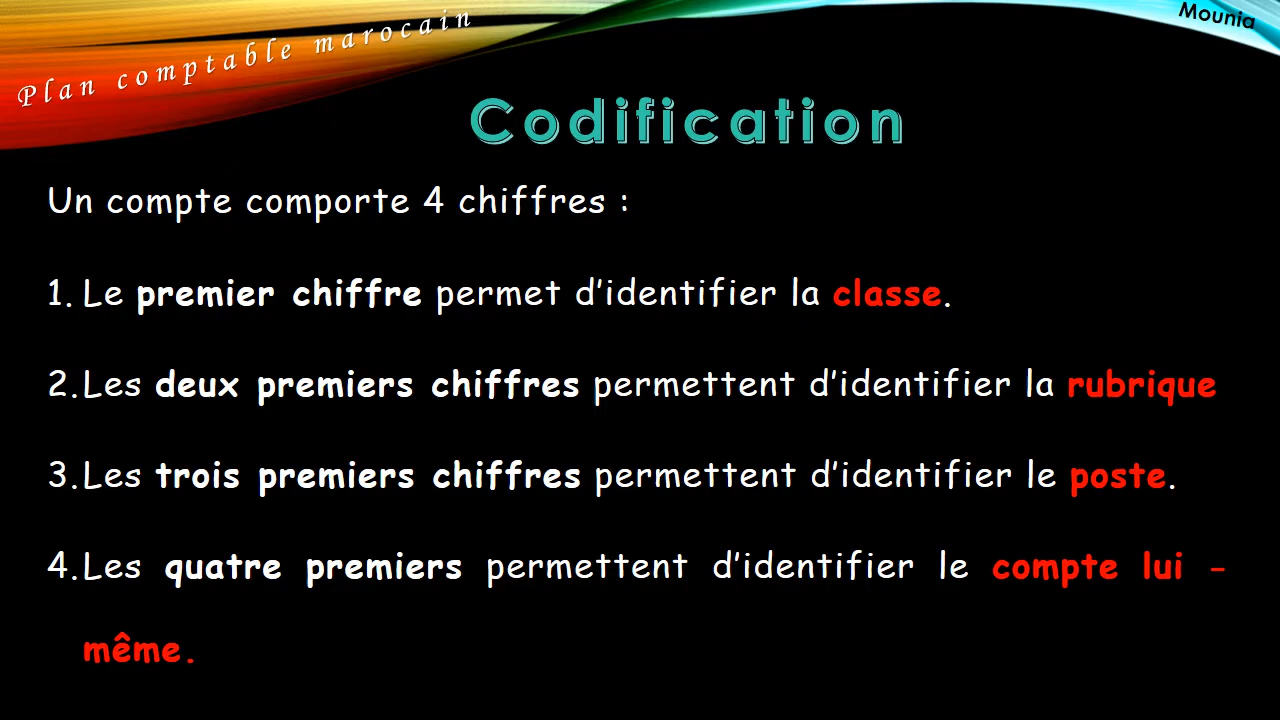 Plan comptable marocain
Mounia
Codification
Un compte comporte 4 chiffres :
1. Le premier chiffre permet d’identifier la classe.
2. Les deux premiers chiffres permettent d’identifier la rubrique
3. Les trois premiers chiffres permettent d’identifier le poste.
4. Les quatre premiers permettent d’identifier le compte lui -
même.